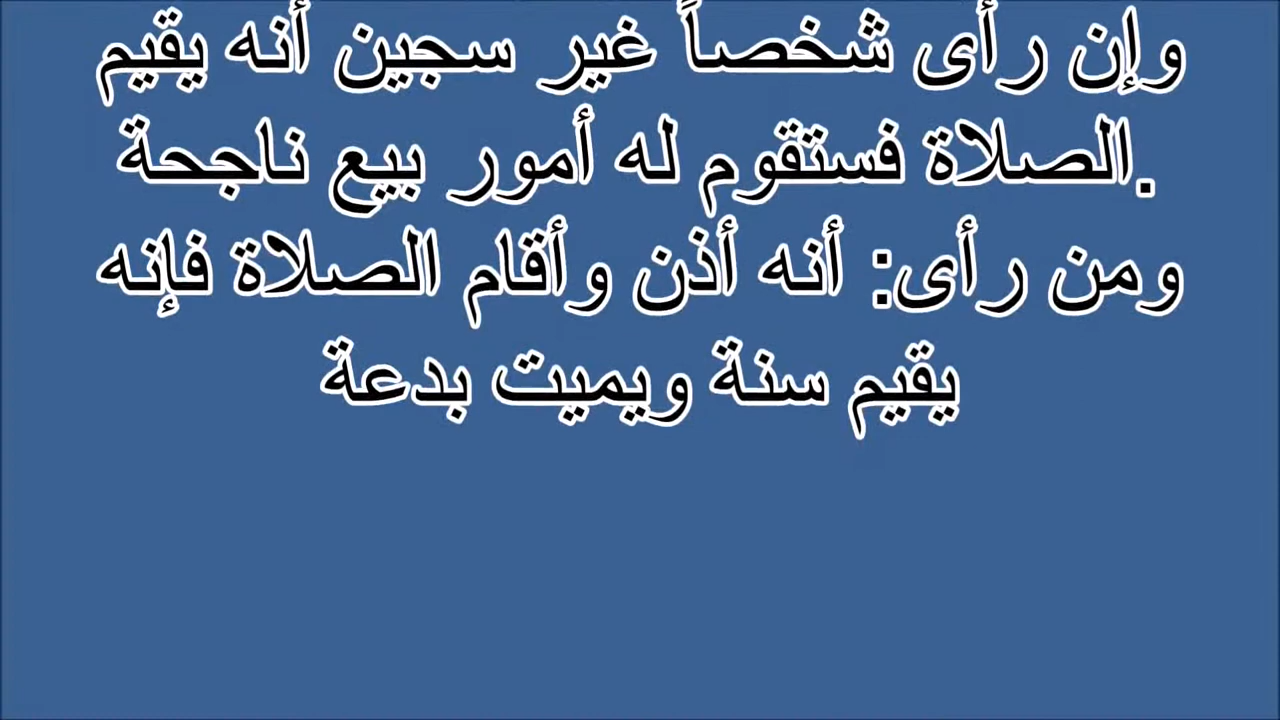 وإن رأى شخصاً غير سجين أنه يقيم
الصلاة فستقوم له أمور بيع ناجحة.
ومن رأى: أنه أذن وأقام الصلاة فإنه
يقيم سنة ويميت بدعة